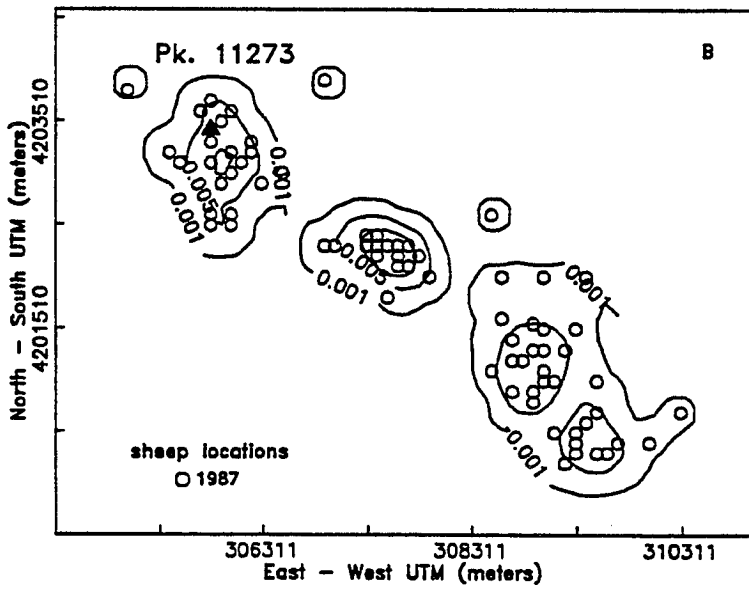 Pk. 11273
B
0.001
0.005
0.001
0.005
0.001
0.001
0.001
4203510
4201510
North - South UTM (meters)
sheep locations
1987
306311
308311
310311
East - West UTM (meters)